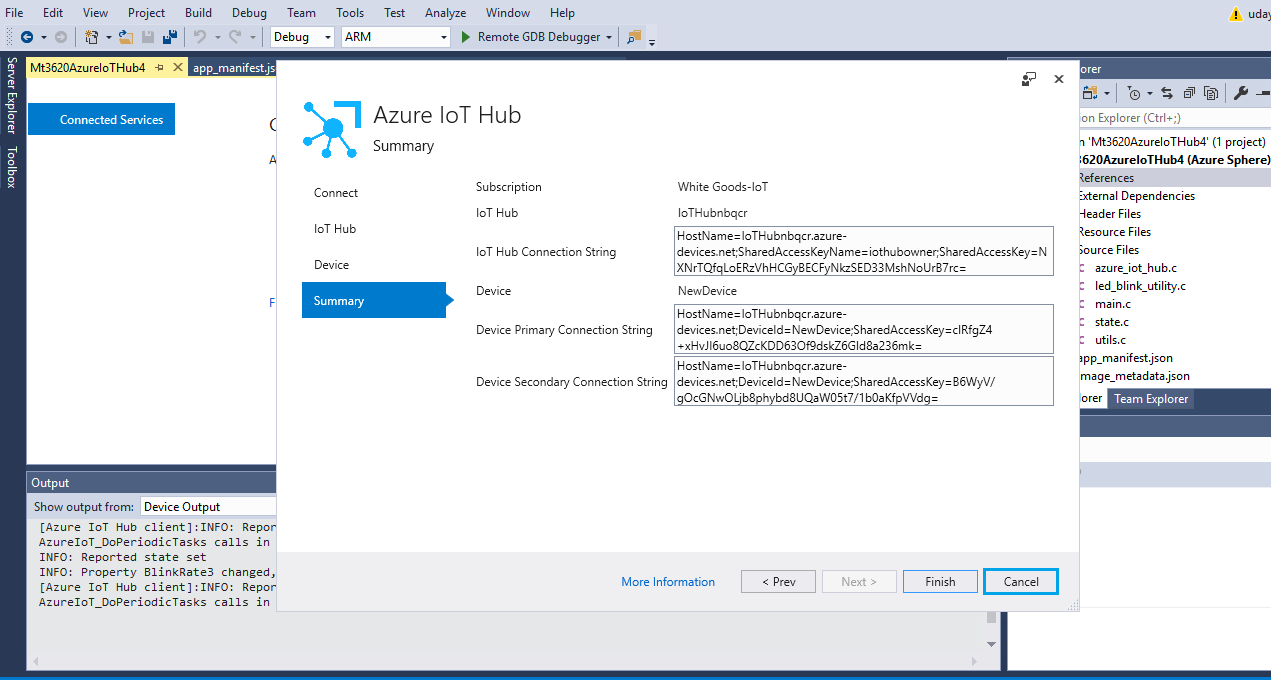 File Edit View Project Build Debug Team Tools Test Analyze Window Help
uday
Debug ARM Remote GDB Debugger
Server Explorer
Toolbox
Mt3620AzureIoTHub4 app_manifest.js
Connected Services
C
A
F
Azure IoT Hub
Summary
Connect
IoT Hub
Device
Summary
Subscription White Goods-IoT
IoT Hub IoTHubnbqcr
IoT Hub Connection String
HostName=IoTHubnbqcr.azure-
devices.net;SharedAccessKeyName=iothubowner;SharedAccessKey=N
XNrTQfqLoERzVhHCGyBECFyNkzSED33MshNoUrB7rc=
Device NewDevice
Device Primary Connection String
HostName=IoTHubnbqcr.azure-
devices.net;DeviceId=NewDevice;SharedAccessKey=clRfgZ4
+xHvJI6uo8QZcKDD63Of9dskZ6Gld8a236mk=
Device Secondary Connection String
HostName=IoTHubnbqcr.azure-
devices.net;DeviceId=NewDevice;SharedAccessKey=B6WyV/
gOcGNwOLjb8phybd8UQaW05t7/1b0aKfpVVdg=
More Information < Prev Next > Finish Cancel
orer
ion Explorer (Ctrl+;)
n 'Mt3620AzureIoTHub4' (1 project)
3620AzureIoTHub4 (Azure Sphere)
References
External Dependencies
Header Files
Resource Files
Source Files
azure_iot_hub.c
led_blink_utility.c
main.c
state.c
utils.c
app_manifest.json
image_metadata.json
orer Team Explorer
Output
Show output from: Device Output
[Azure IoT Hub client]:INFO: Repor
AzureIoT_DoPeriodicTasks calls in
INFO: Reported state set
INFO: Property BlinkRate3 changed,
[Azure IoT Hub client]:INFO: Repor
AzureIoT_DoPeriodicTasks calls in